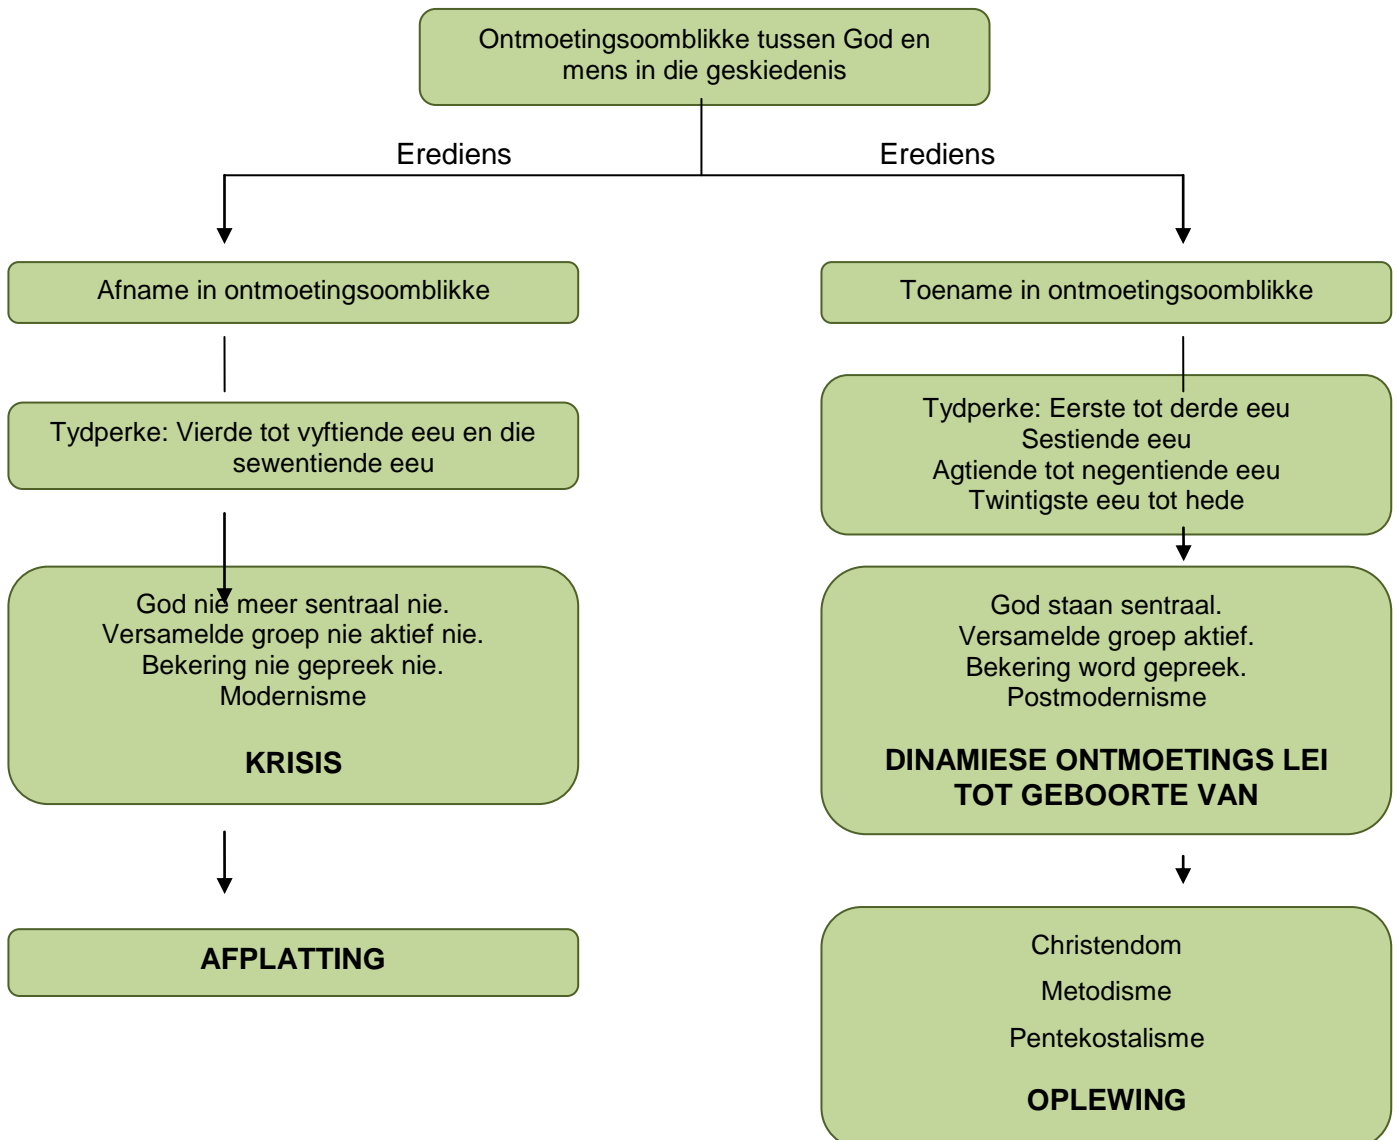 Ontmoetingsoomblikke tussen God en
mens in die geskiedenis
Erediens
Erediens
Afname in ontmoetingsoomblikke
Tydperke: Vierde tot vyftiende eeu en die
sewentiende eeu
God nie meer sentraal nie.
Versamelde groep nie aktief nie.
Bekering nie gepreek nie.
Modernisme
KRISIS
AFPLATTING
Toename in ontmoetingsoomblikke
Tydperke: Eerste tot derde eeu
Sestiende eeu
Agtiende tot negentiende eeu
Twintigste eeu tot hede
God staan sentraal.
Versamelde groep aktief.
Bekering word gepreek.
Postmodernisme
DINAMIESE ONTMOETINGS LEI
TOT GEBOORTE VAN
Christendom
Metodisme
Pentekostalisme
OPLEWING